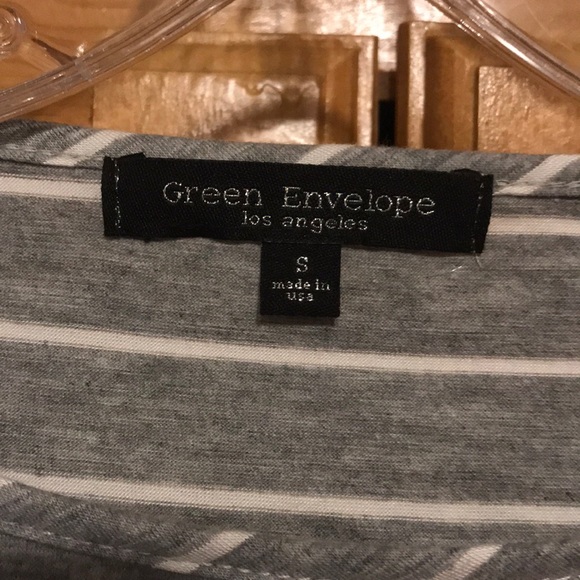 Green Envelope
los angeles
S
made in
usa